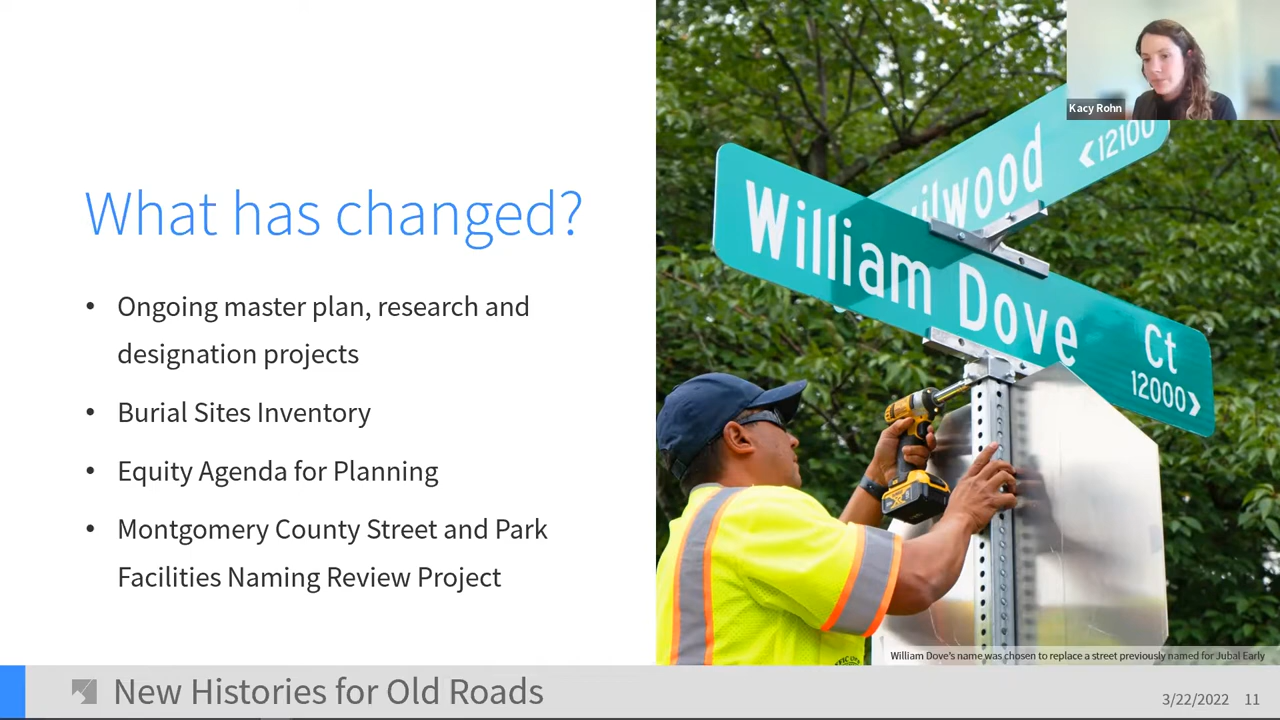 Kacy Rohn
ilwood
12100
William Dove Ct
12000
What has changed?
• Ongoing master plan, research and
designation projects
• Burial Sites Inventory
• Equity Agenda for Planning
• Montgomery County Street and Park
Facilities Naming Review Project
William Dove's name was chosen to replace a street previously named for Jubal Early
New Histories for Old Roads
3/22/2022 11